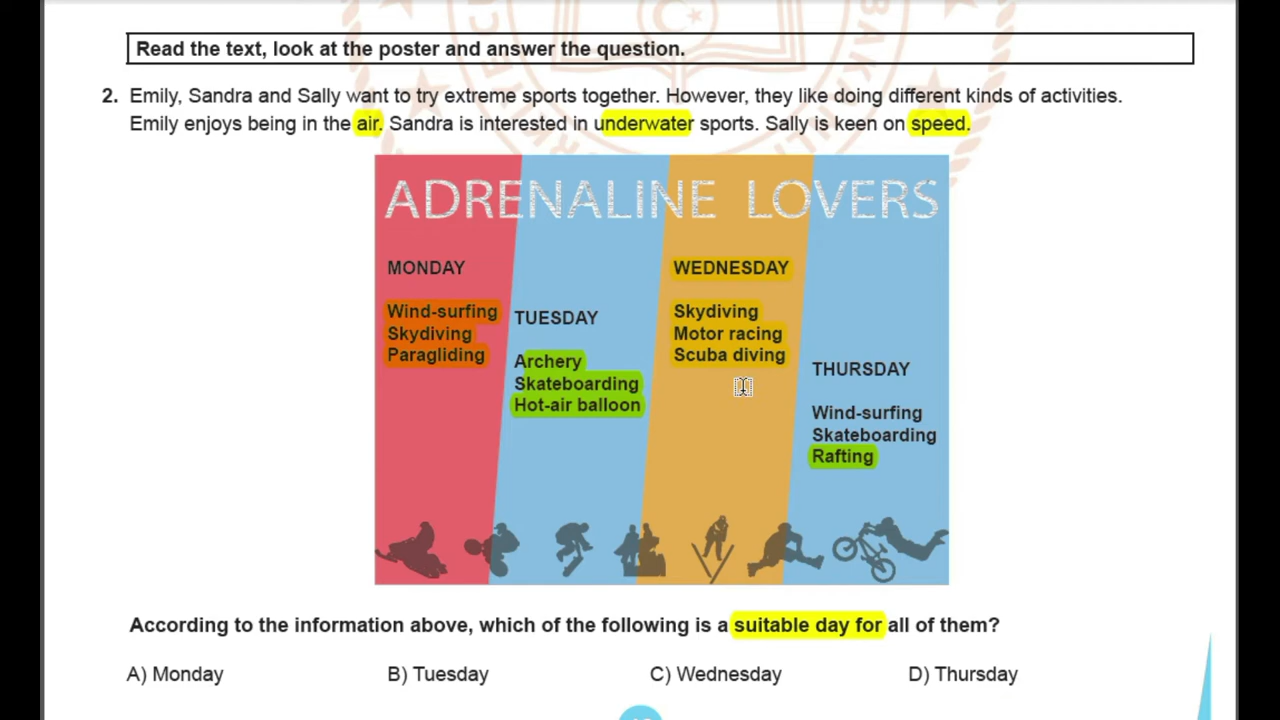 Read the text, look at the poster and answer the question.
2. Emily, Sandra and Sally want to try extreme sports together. However, they like doing different kinds of activities.
Emily enjoys being in the air. Sandra is interested in underwater sports. Sally is keen on speed.
ADRENALINE LOVERS
MONDAY
Wind-surfing
Skydiving
Paragliding
TUESDAY
Archery
Skateboarding
Hot-air balloon
WEDNESDAY
Skydiving
Motor racing
Scuba diving
THURSDAY
Wind-surfing
Skateboarding
Rafting
According to the information above, which of the following is a suitable day for all of them?
A) Monday B) Tuesday C) Wednesday D) Thursday